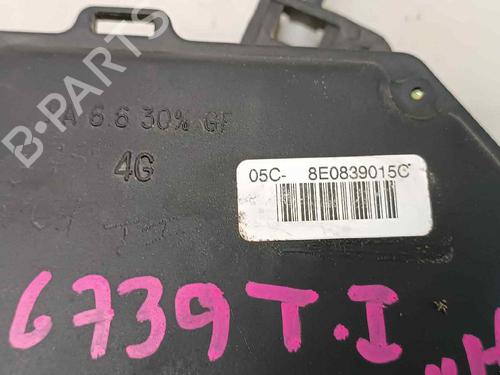 A 6.6 30% GF
4G
05C- 8E0839015C
6739 T.I
B-PARTS